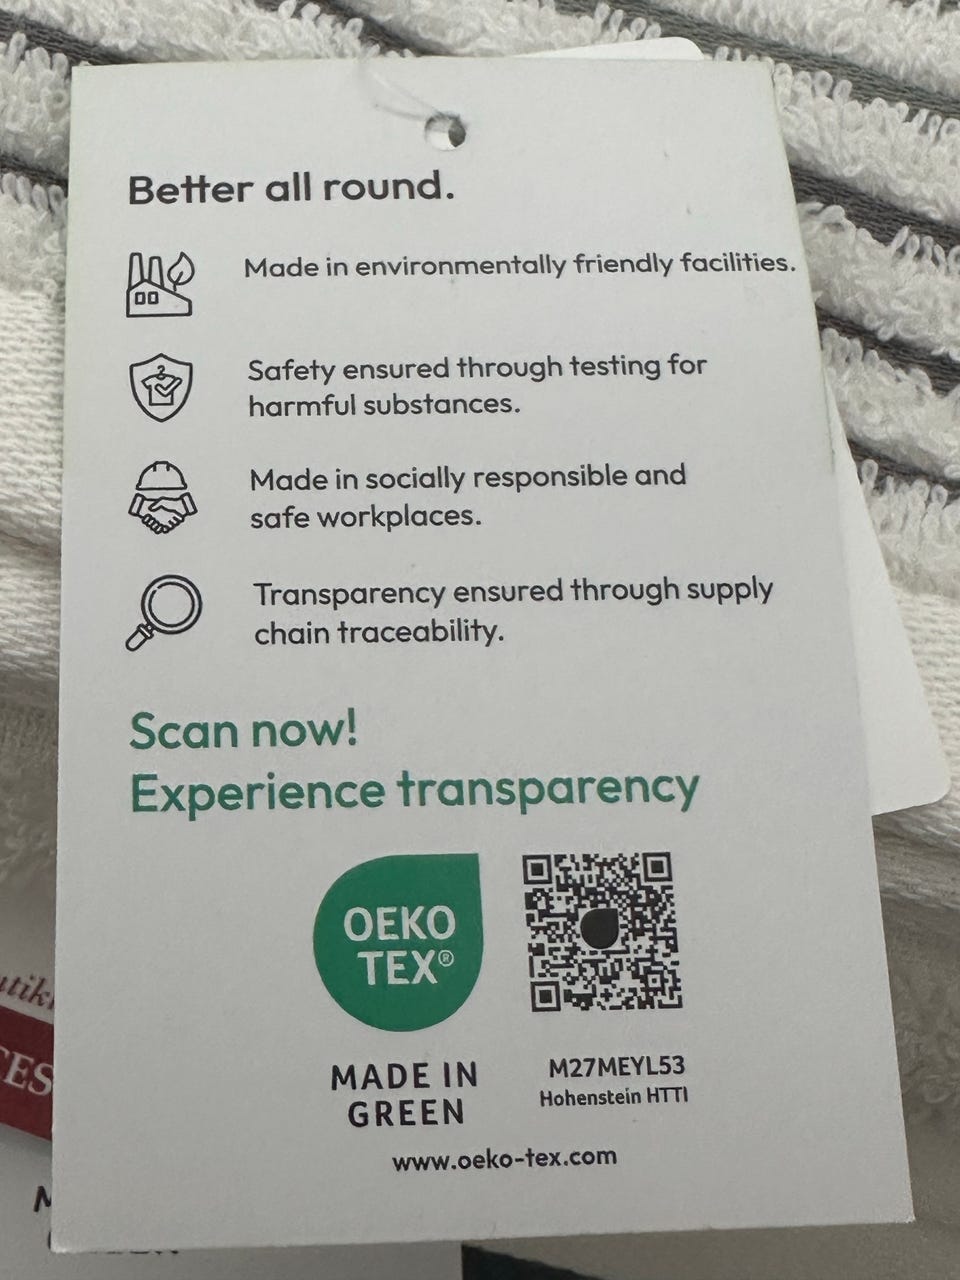 Better all round.
Made in environmentally friendly facilities.
Safety ensured through testing for
harmful substances.
Made in socially responsible and
safe workplaces.
Transparency ensured through supply
chain traceability.
Scan now!
Experience transparency
OEKO
TEX®
MADE IN
GREEN
M27MEYL53
Hohenstein HTTI
www.oeko-tex.com